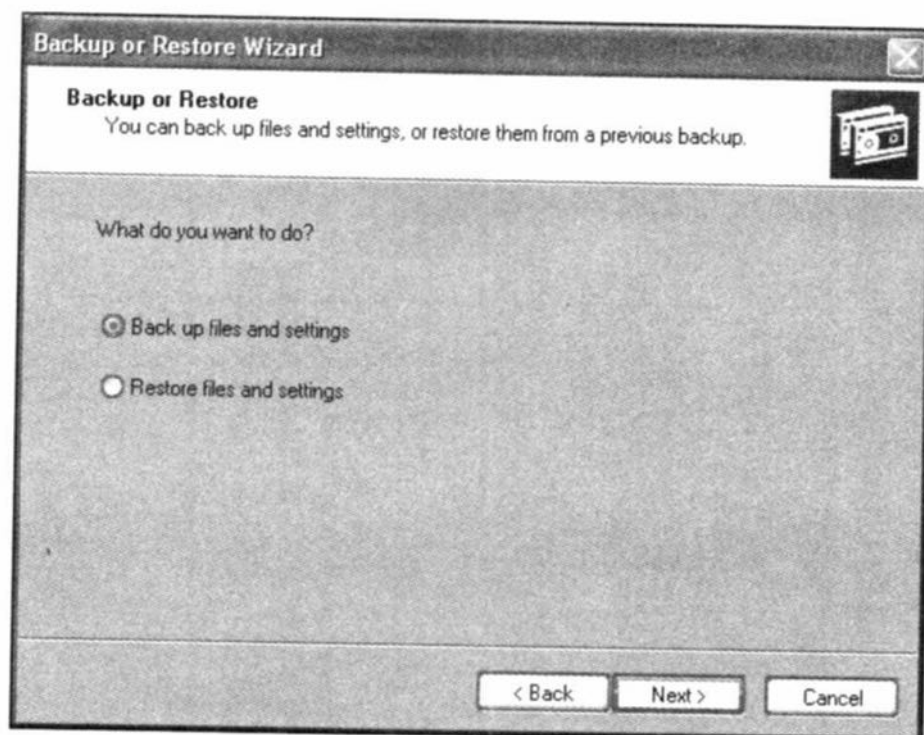 Backup or Restore Wizard
Backup or Restore
You can back up files and settings, or restore them from a previous backup.
What do you want to do?
Back up files and settings
Restore files and settings
< Back
Next >
Cancel